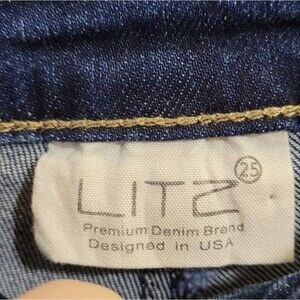 LITZ 25
Premium Denim Brand
Designed in USA